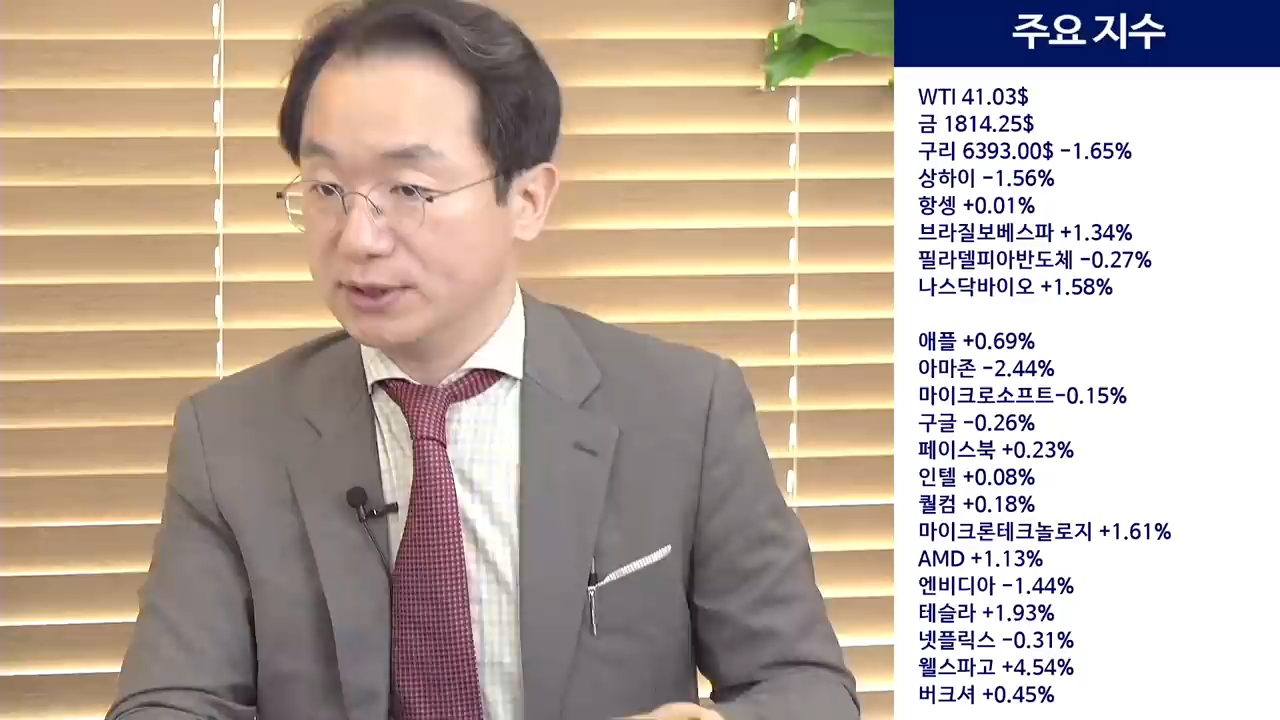 주요 지수
WTI 41.03$
금 1814.25$
구리 6393.00$ -1.65%
상하이 -1.56%
항셍 +0.01%
브라질보베스파 +1.34%
필라델피아반도체 -0.27%
나스닥바이오 +1.58%
애플 +0.69%
아마존 -2.44%
마이크로소프트-0.15%
구글 -0.26%
페이스북 +0.23%
인텔 +0.08%
퀄컴 +0.18%
마이크론테크놀로지 +1.61%
AMD +1.13%
엔비디아 -1.44%
테슬라 +1.93%
넷플릭스 -0.31%
웰스파고 +4.54%
버크셔 +0.45%